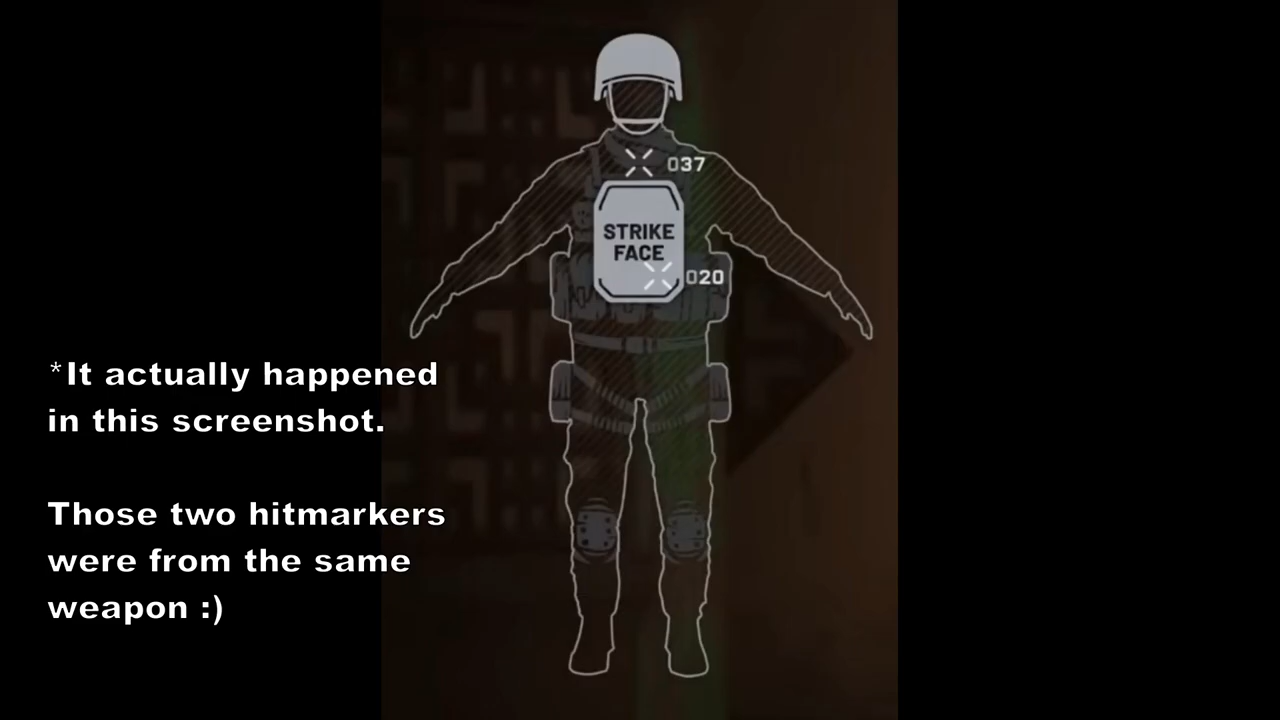 037
STRIKE
FACE
020
*It actually happened
in this screenshot.
Those two hitmarkers
were from the same
weapon :)